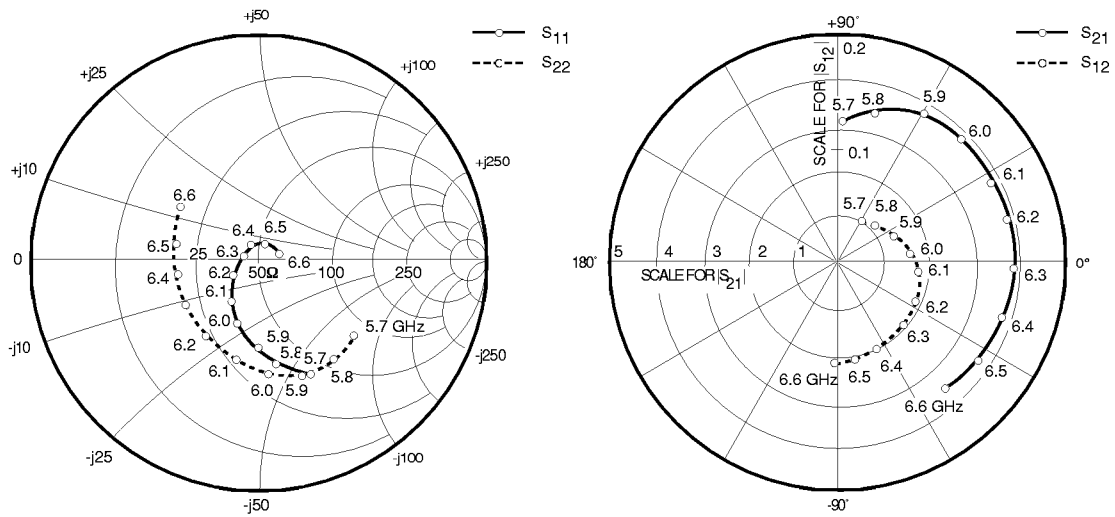 +j50
+j25
+j100
+j10
+j250
0
-j10
-j250
-j25
-j100
-j50
S11
S22
6.6
6.5
6.4
6.2
6.1
6.0
5.9
5.8
5.7 GHz
6.4
6.5
6.3
6.6
6.2
6.1
6.0
5.9
5.8
5.7
25
50Ω
100
250
+90°
180°
0°
-90°
S21
S12
SCALE FOR |S12|
0.2
0.1
5
4
3
2
1
SCALE FOR |S21|
5.7
5.8
5.9
6.0
6.1
6.2
6.3
6.4
6.5
6.6 GHz
5.7
5.8
5.9
6.0
6.1
6.2
6.3
6.4
6.5
6.6 GHz